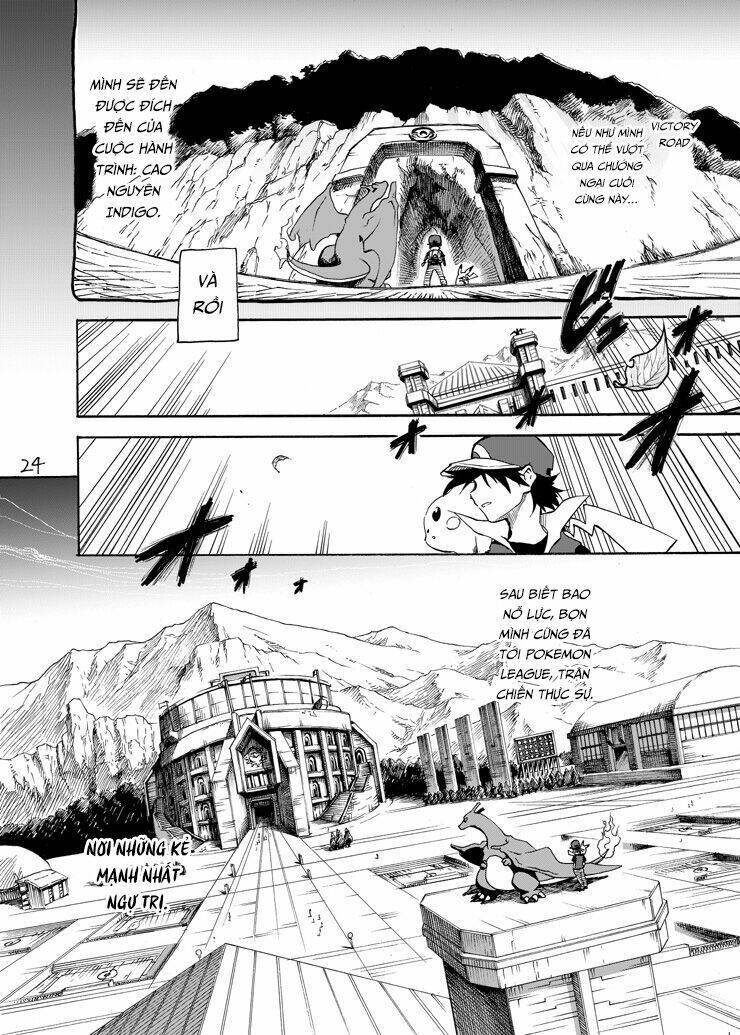 VICTORY
ROAD
NẾU NHƯ MÌNH
CÓ THỂ VƯỢT
QUA CHƯỚNG
NGẠI CUỐI
CÙNG NÀY...
MÌNH SẼ ĐẾN
ĐƯỢC ĐÍCH
ĐẾN CỦA
CUỘC HÀNH
TRÌNH: CAO
NGUYÊN
INDIGO.
VÀ
RỒI
ビュ
24
SAU BIẾT BAO
NỖ LỰC, BỌN
MÌNH CŨNG ĐÃ
TỚI POKEMON
LEAGUE, TRẬN
CHIẾN THỰC SỰ.
NƠI NHỮNG KẺ
MẠNH NHẤT
NGỰ TRỊ.